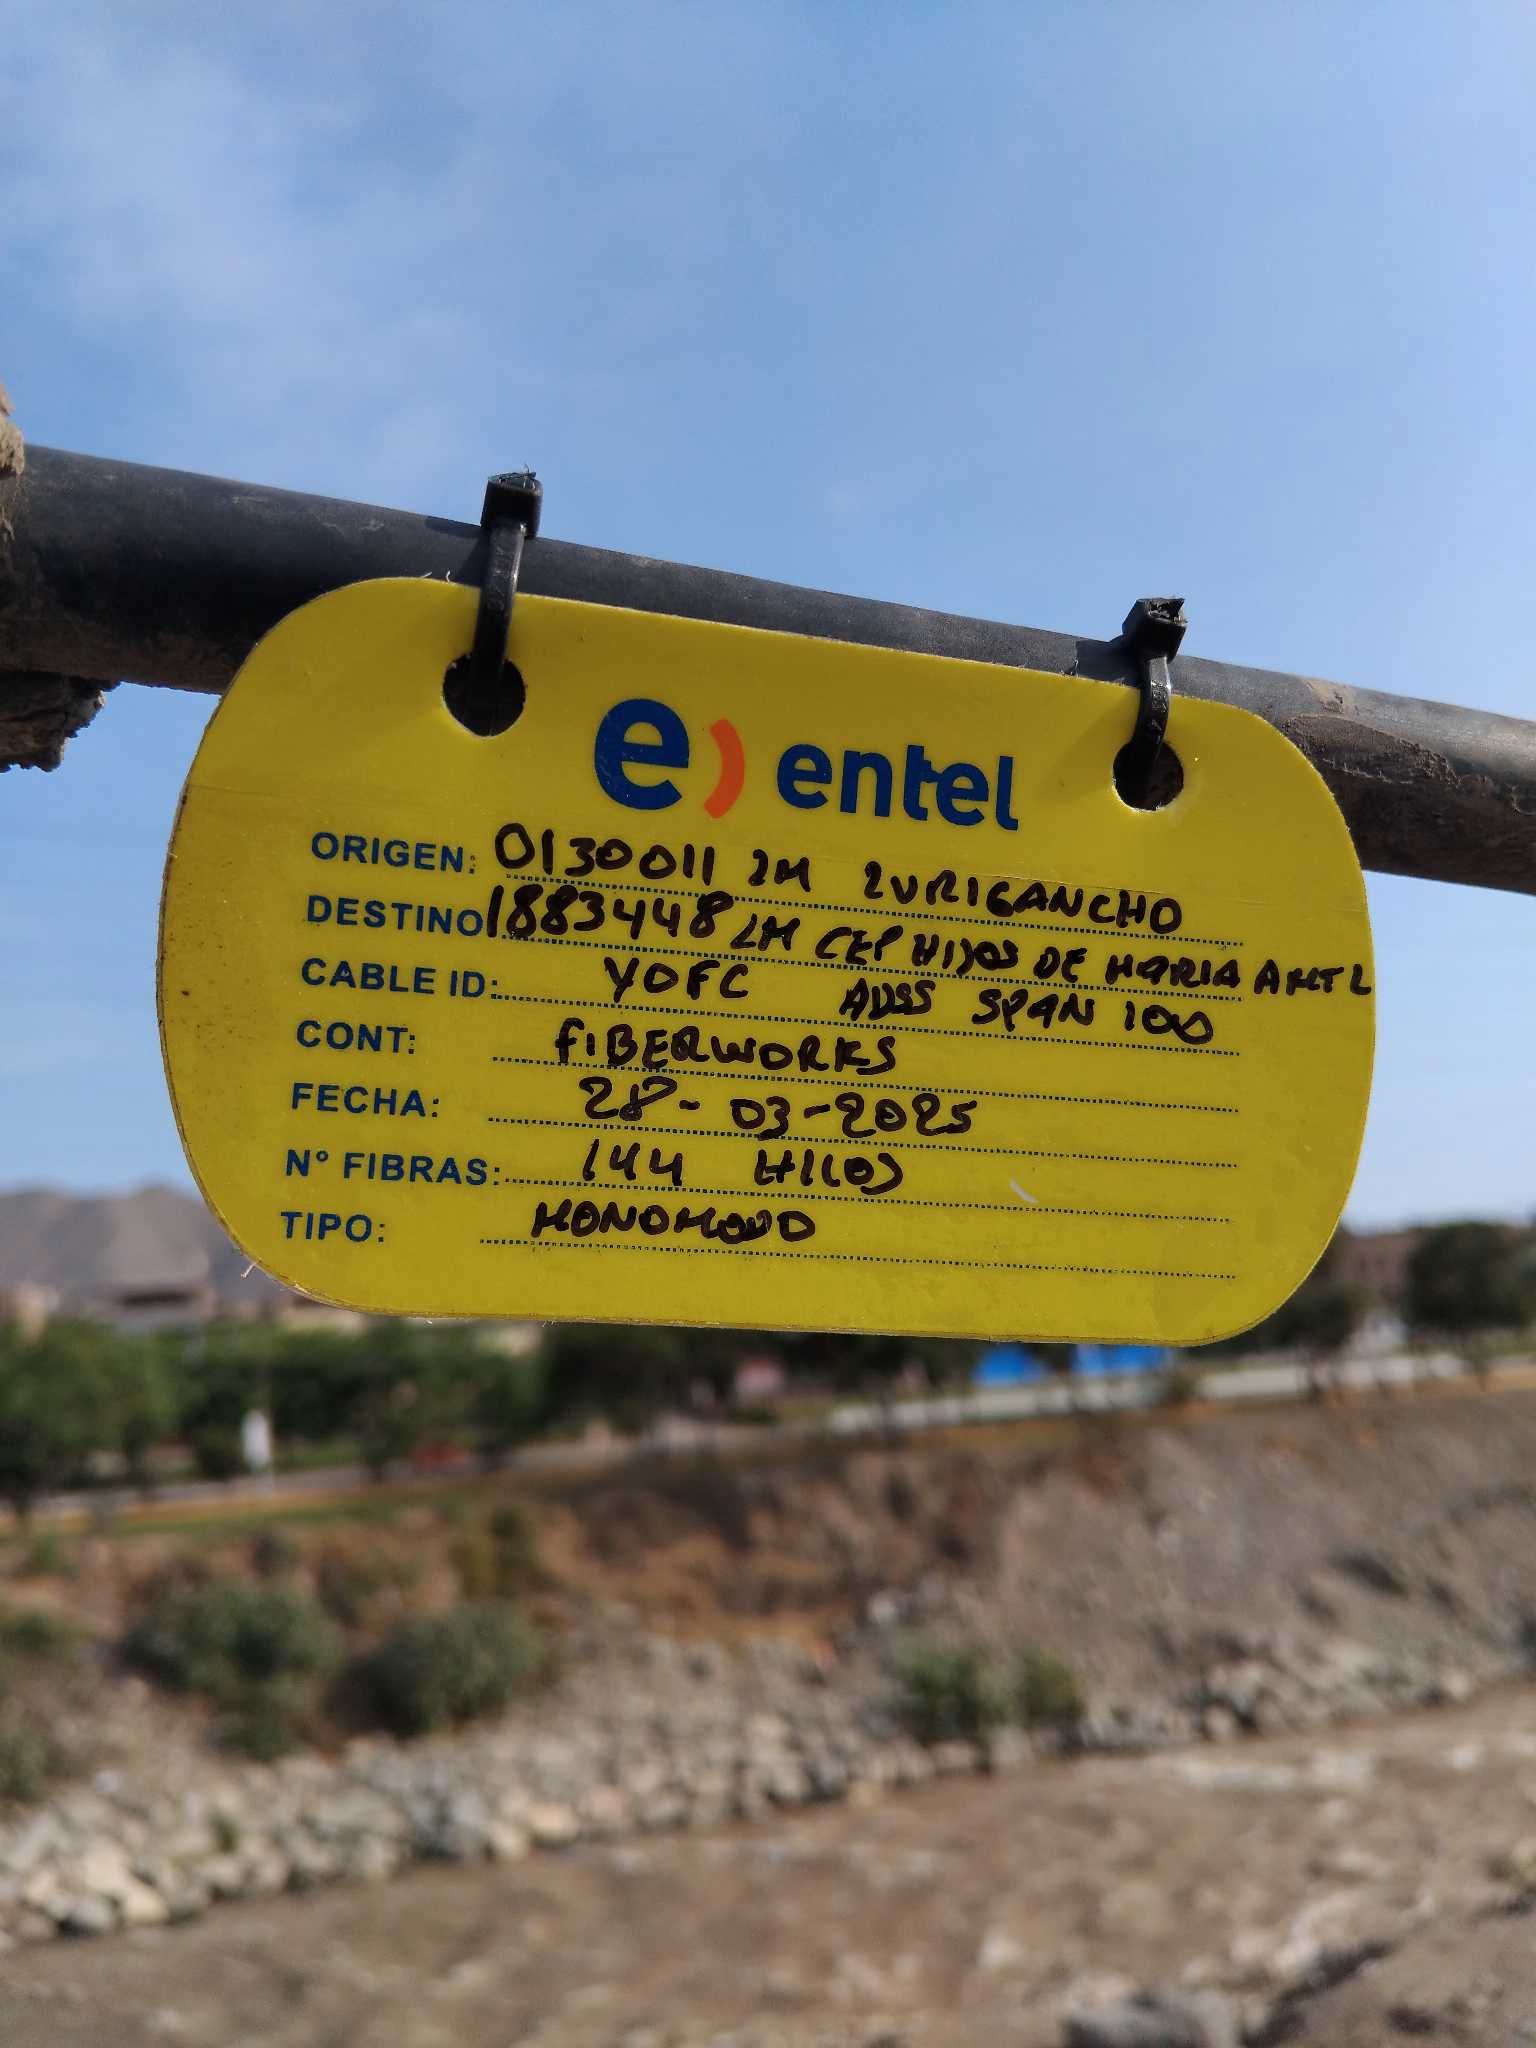 e) entel
ORIGEN: 0130011 LM LURIGANCHO
DESTINO 1883448 LM CEP HIJOS DE MARIA
CABLE ID: YOFC ADSS SPAN 100
CONT: FIBERWORKS
FECHA: 28-03-2025
N° FIBRAS: 144 HILOS
TIPO: MONOMODO